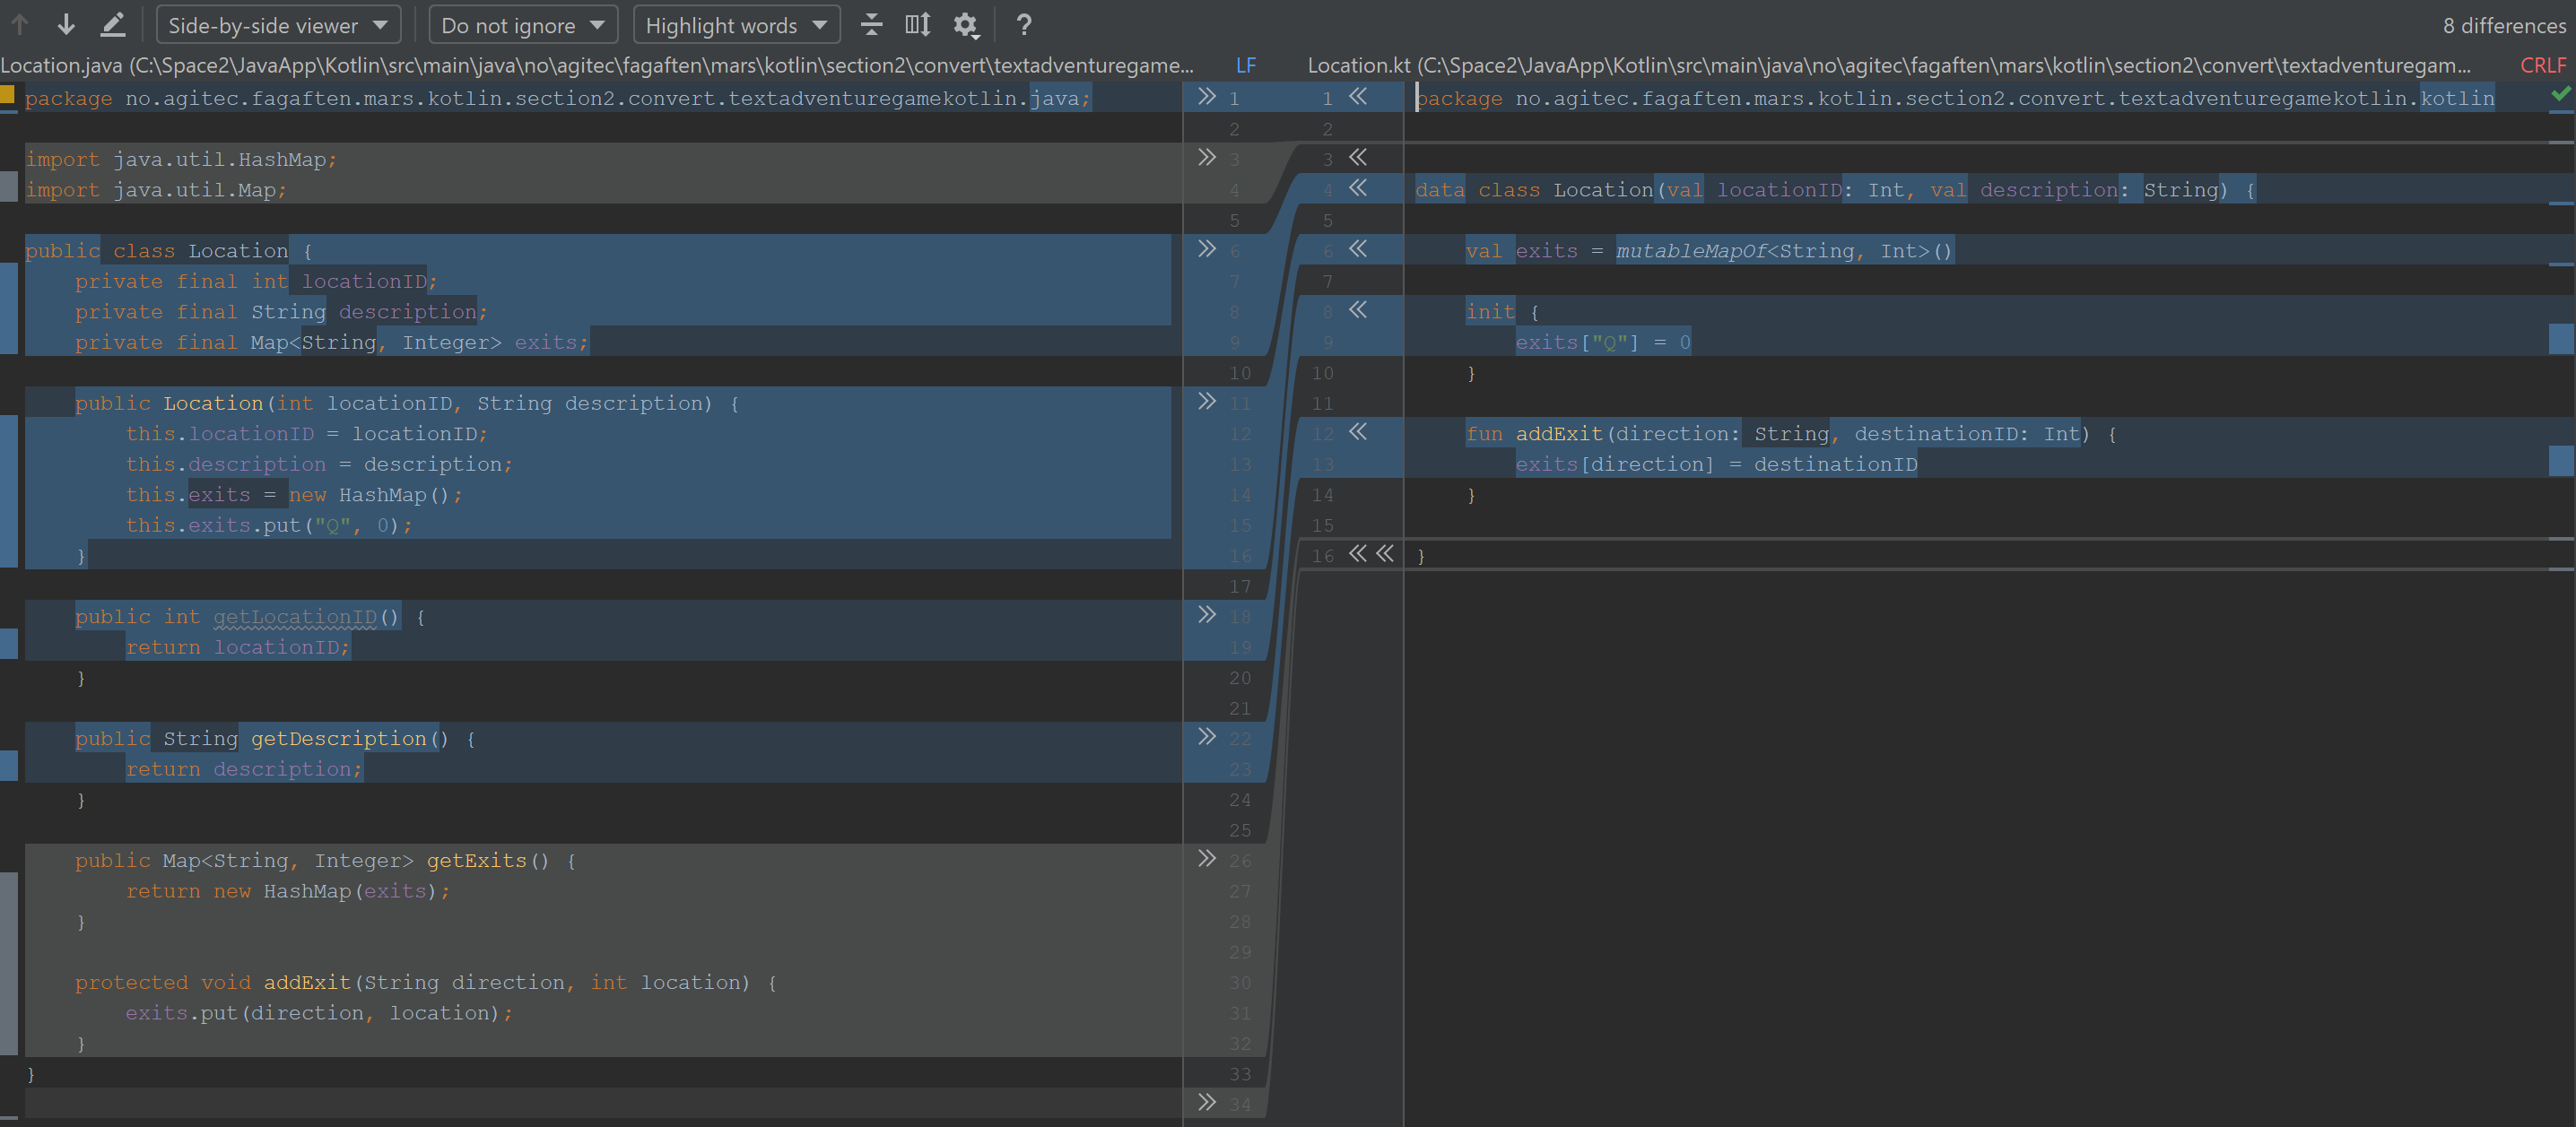 Side-by-side viewer Do not ignore Highlight words ? 8 differences
Location.java (C:\Space2\JavaApp\Kotlin\src\main\java\no\agitec\fagaften\mars\kotlin\section2\convert\textadventuregame... LF
package no.agitec.fagaften.mars.kotlin.section2.convert.textadventuregamekotlin.java; 1
2
import java.util.HashMap; 3
import java.util.Map; 4
5
public class Location { 6
private final int locationID; 7
private final String description; 8
private final Map<String, Integer> exits; 9
10
public Location(int locationID, String description) { 11
this.locationID = locationID; 12
this.description = description; 13
this.exits = new HashMap(); 14
this.exits.put("Q", 0); 15
} 16
17
public int getLocationID() { 18
return locationID; 19
} 20
21
public String getDescription() { 22
return description; 23
} 24
25
public Map<String, Integer> getExits() { 26
return new HashMap(exits); 27
} 28
29
protected void addExit(String direction, int location) { 30
exits.put(direction, location); 31
} 32
} 33
34
Location.kt (C:\Space2\JavaApp\Kotlin\src\main\java\no\agitec\fagaften\mars\kotlin\section2\convert\textadventuregam... CRLF
1 package no.agitec.fagaften.mars.kotlin.section2.convert.textadventuregamekotlin.kotlin
2
3
4 data class Location(val locationID: Int, val description: String) {
5
6 val exits = mutableMapOf<String, Int>()
7
8 init {
9 exits["Q"] = 0
10 }
11
12 fun addExit(direction: String, destinationID: Int) {
13 exits[direction] = destinationID
14 }
15
16 }